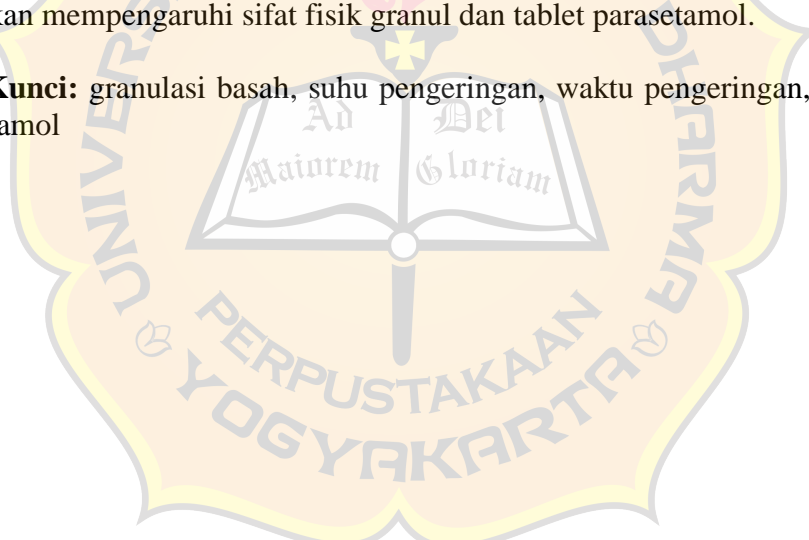 kan mempengaruhi sifat fisik granul dan tablet parasetamol.
Kunci: granulasi basah, suhu pengeringan, waktu pengeringan,
amol
Ad Dei
Maiorem Gloriam
PERPUSTAKAAN
YOGYAKARTA